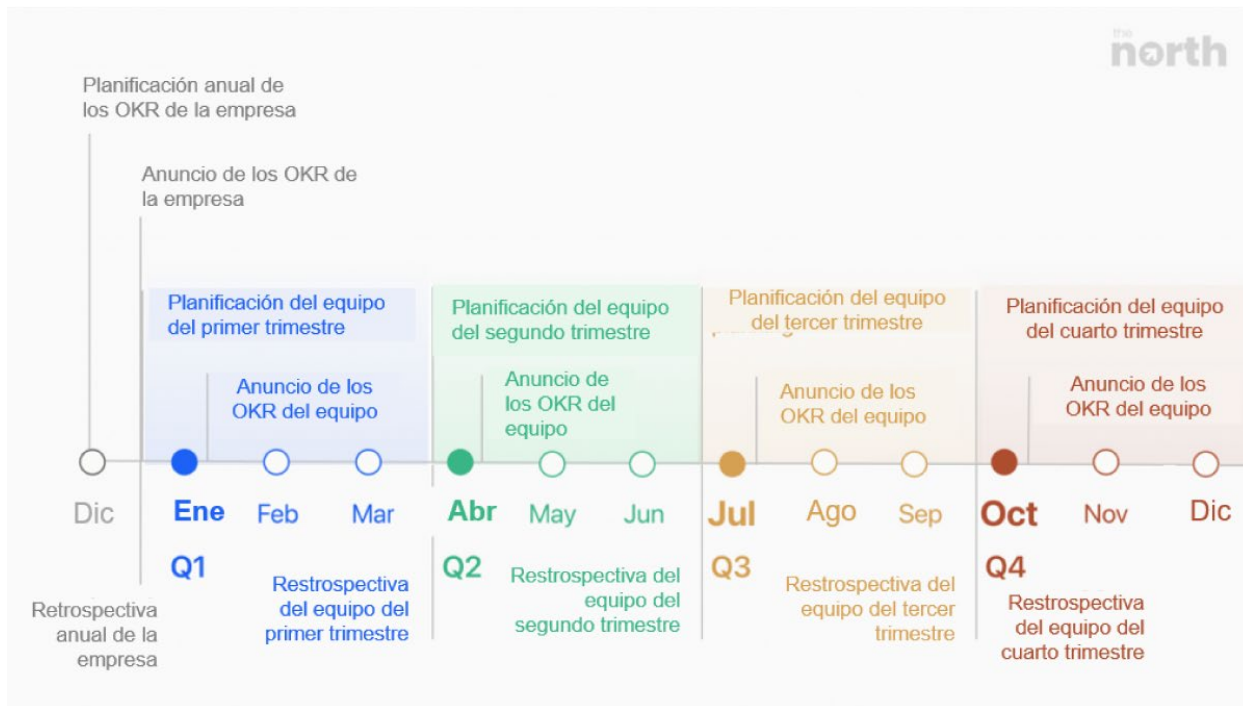 the
north
Planificación anual de
los OKR de la empresa
Anuncio de los OKR de
la empresa
Planificación del equipo
del primer trimestre
Planificación del equipo
del segundo trimestre
Planificación del equipo
del tercer trimestre
Planificación del equipo
del cuarto trimestre
Anuncio de los
OKR del equipo
Anuncio de
los OKR del
equipo
Anuncio de los
OKR del equipo
Anuncio de los
OKR del equipo
Dic
Ene
Feb
Mar
Abr
May
Jun
Jul
Ago
Sep
Oct
Nov
Dic
Q1
Q2
Q3
Q4
Retrospectiva
anual de la
empresa
Restrospectiva
del equipo del
primer trimestre
Restrospectiva del
equipo del
segundo trimestre
Restrospectiva del
equipo del tercer
trimestre
Restrospectiva
del equipo del
cuarto trimestre